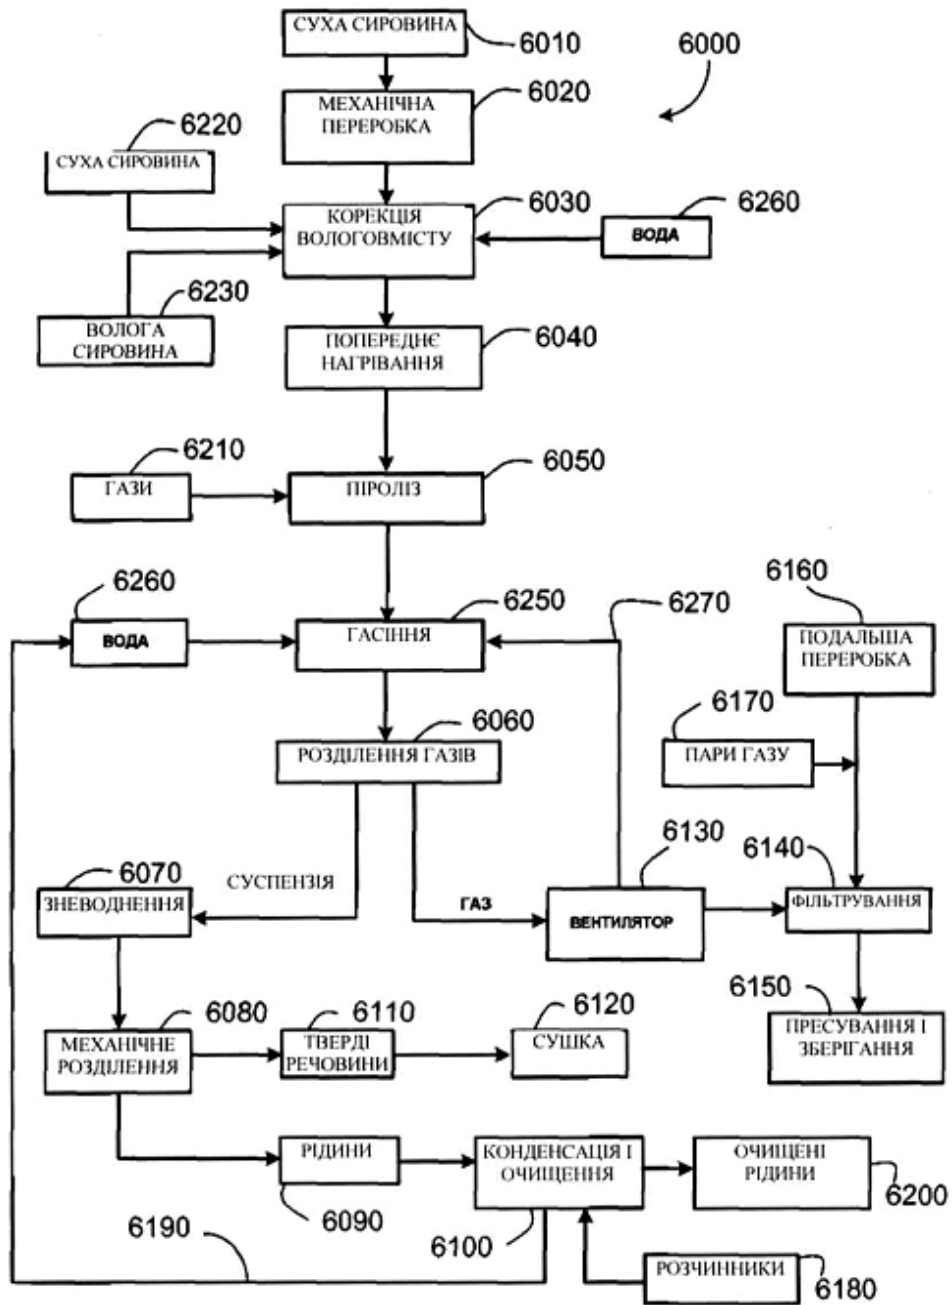 СУХА СИРОВИНА
6010
6000
МЕХАНІЧНА
ПЕРЕРОБКА
6020
6220
СУХА СИРОВИНА
КОРЕКЦІЯ
ВОЛОГОВМІСТУ
6030
6260
ВОДА
6230
ВОЛОГА
СИРОВИНА
ПОПЕРЕДНЄ
НАГРІВАННЯ
6040
6210
ГАЗИ
ПІРОЛІЗ
6050
6260
ВОДА
ГАСІННЯ
6250
6270
6160
ПОДАЛЬША
ПЕРЕРОБКА
6060
РОЗДІЛЕННЯ ГАЗІВ
6170
ПАРИ ГАЗУ
6070
ЗНЕВОДНЕННЯ
СУСПЕНЗІЯ
ГАЗ
6130
ВЕНТИЛЯТОР
6140
ФІЛЬТРУВАННЯ
6080
МЕХАНІЧНЕ
РОЗДІЛЕННЯ
6110
ТВЕРДІ
РЕЧОВИНИ
6120
СУШКА
6150
ПРЕСУВАННЯ І
ЗБЕРІГАННЯ
РІДИНИ
6090
КОНДЕНСАЦІЯ І
ОЧИЩЕННЯ
6100
ОЧИЩЕНІ
РІДИНИ
6200
6190
РОЗЧИННИКИ
6180